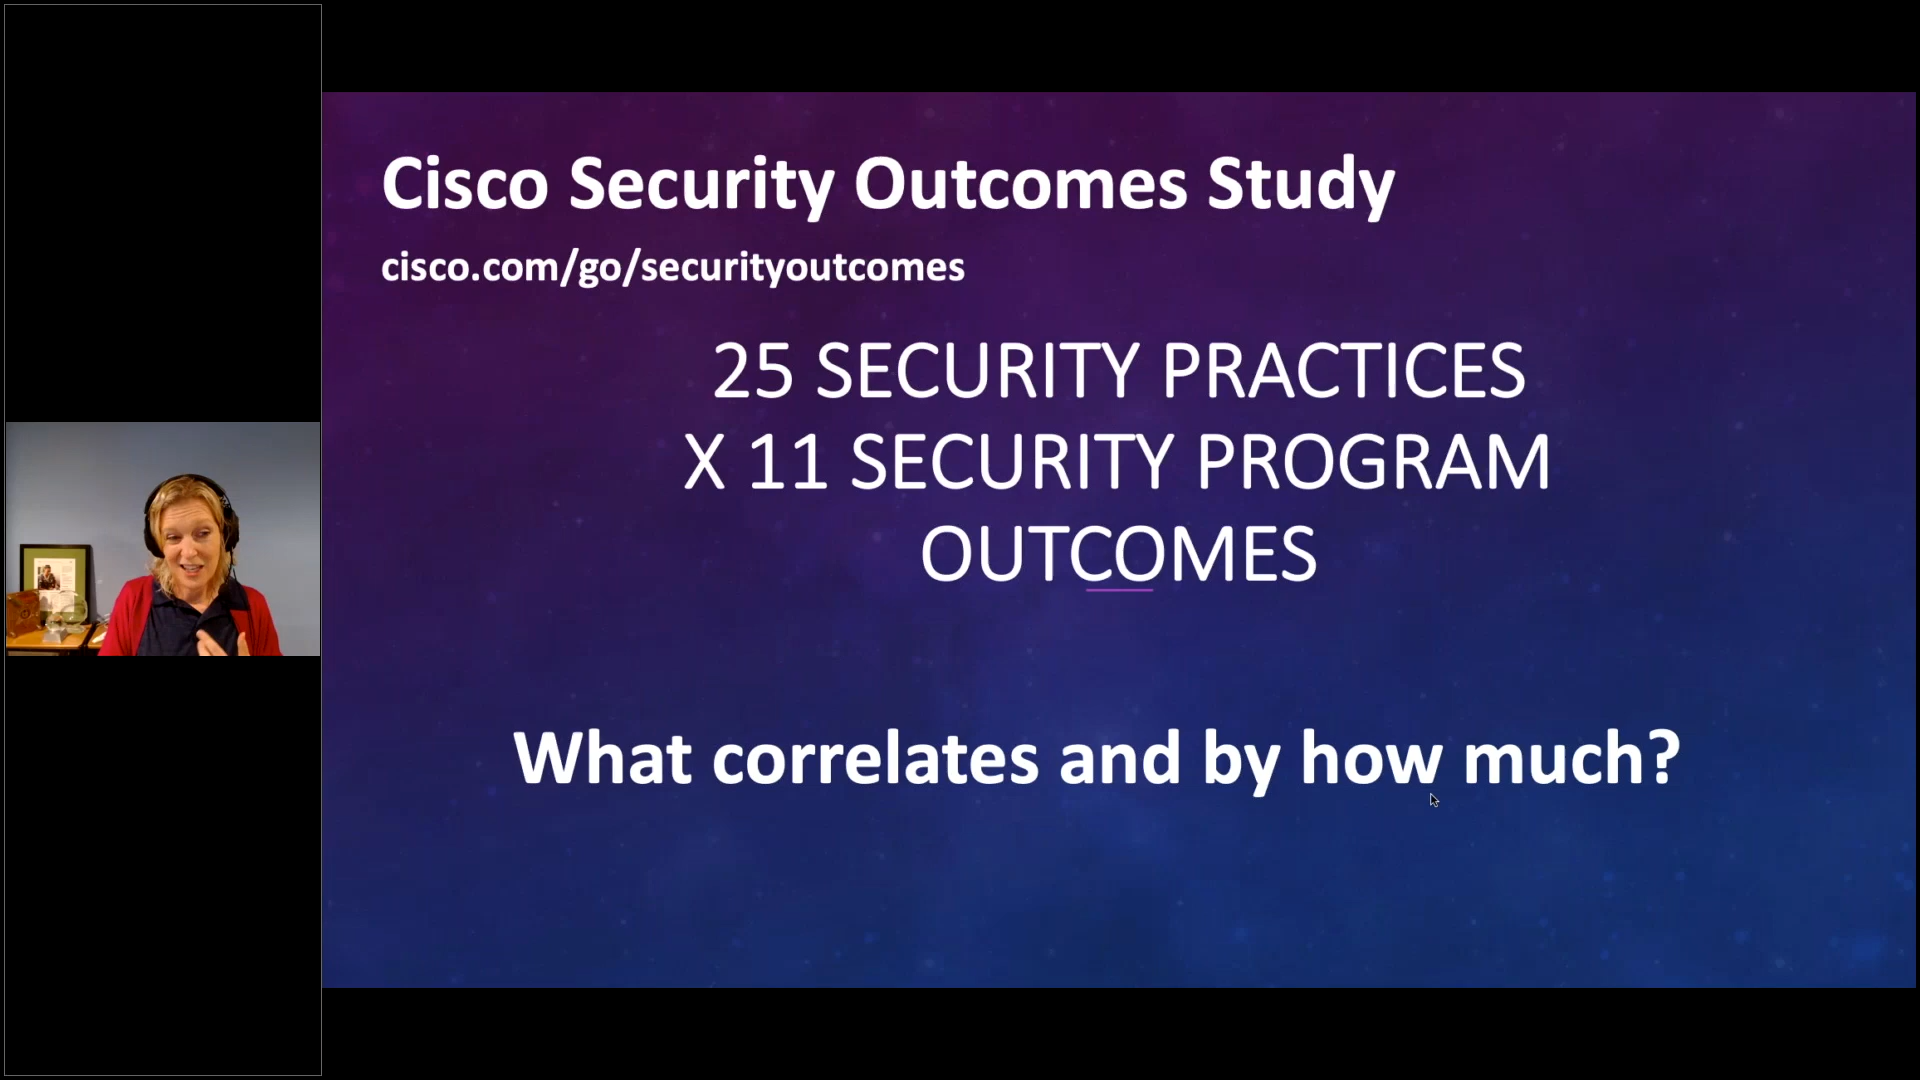 Cisco Security Outcomes Study
cisco.com/go/securityoutcomes
25 SECURITY PRACTICES
X 11 SECURITY PROGRAM
OUTCOMES
What correlates and by how much?